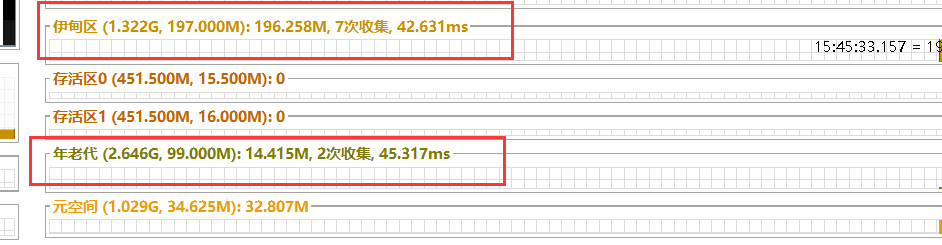 伊甸区 (1.322G, 197.000M): 196.258M, 7次收集, 42.631ms
15:45:33.157 = 19
存活区0 (451.500M, 15.500M): 0
存活区1 (451.500M, 16.000M): 0
年老代 (2.646G, 99.000M): 14.415M, 2次收集, 45.317ms
元空间 (1.029G, 34.625M): 32.807M